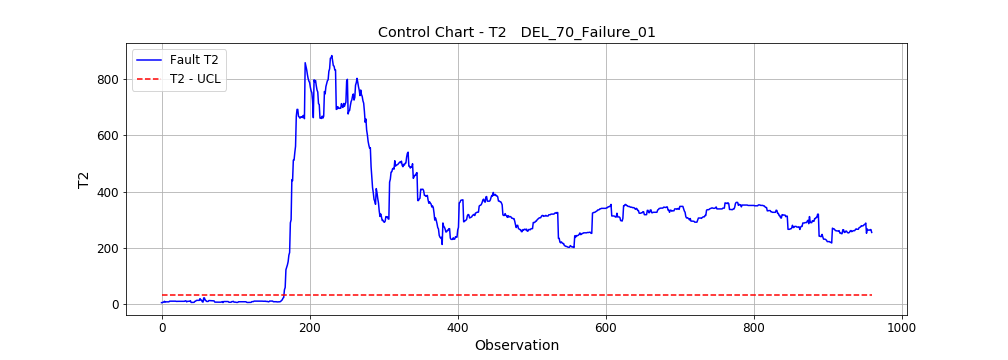 Control Chart - T2   DEL_70_Failure_01
Fault T2
T2 - UCL
T2
800
600
400
200
0
0 200 400 600 800 1000
Observation